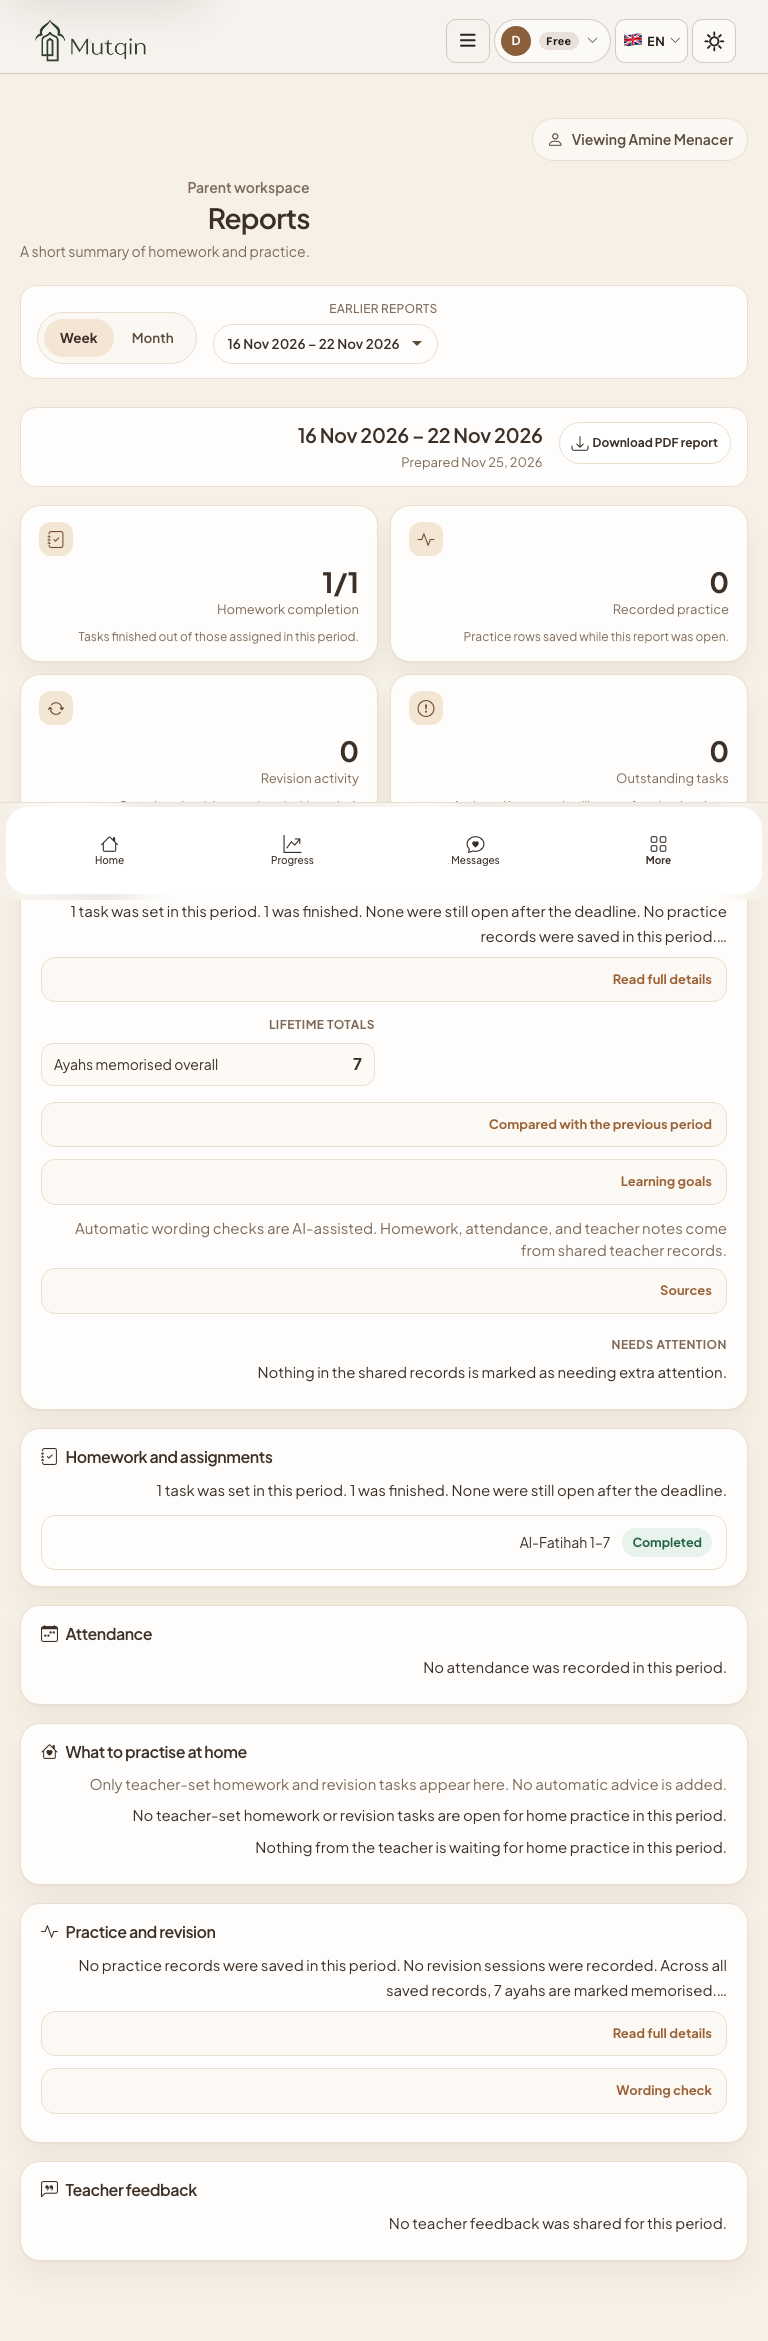 Mutqin
D Free
EN
Viewing Amine Menacer
Parent workspace
Reports
A short summary of homework and practice.
Week
Month
EARLIER REPORTS
16 Nov 2026 – 22 Nov 2026
16 Nov 2026 – 22 Nov 2026
Prepared Nov 25, 2026
Download PDF report
1/1
Homework completion
Tasks finished out of those assigned in this period.
0
Recorded practice
Practice rows saved while this report was open.
0
Revision activity
0
Outstanding tasks
Home
Progress
Messages
More
1 task was set in this period. 1 was finished. None were still open after the deadline. No practice
records were saved in this period.…
Read full details
LIFETIME TOTALS
Ayahs memorised overall 7
Compared with the previous period
Learning goals
Automatic wording checks are AI-assisted. Homework, attendance, and teacher notes come
from shared teacher records.
Sources
NEEDS ATTENTION
Nothing in the shared records is marked as needing extra attention.
Homework and assignments
1 task was set in this period. 1 was finished. None were still open after the deadline.
Al-Fatihah 1–7 Completed
Attendance
No attendance was recorded in this period.
What to practise at home
Only teacher-set homework and revision tasks appear here. No automatic advice is added.
No teacher-set homework or revision tasks are open for home practice in this period.
Nothing from the teacher is waiting for home practice in this period.
Practice and revision
No practice records were saved in this period. No revision sessions were recorded. Across all
saved records, 7 ayahs are marked memorised.…
Read full details
Wording check
Teacher feedback
No teacher feedback was shared for this period.